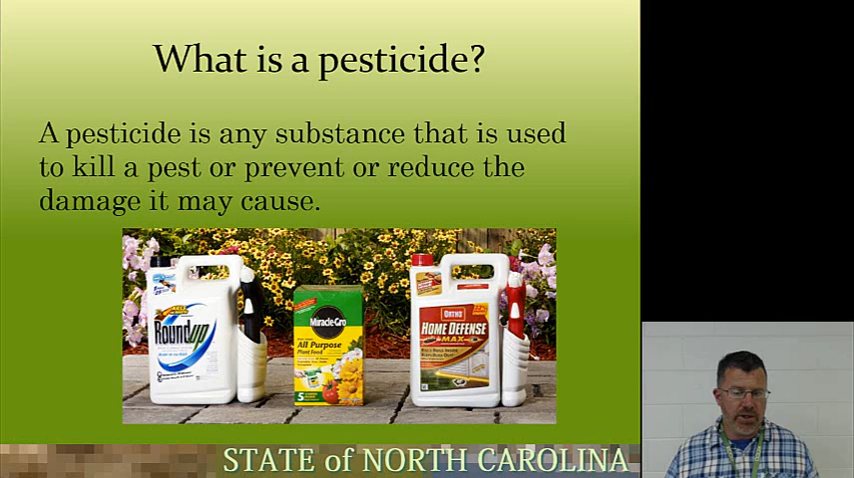 What is a pesticide?
A pesticide is any substance that is used
to kill a pest or prevent or reduce the
damage it may cause.
Roundup
Miracle-Gro
All Purpose
Plant Food
ORTHO
HOME DEFENSE
MAX
STATE of NORTH CAROLINA